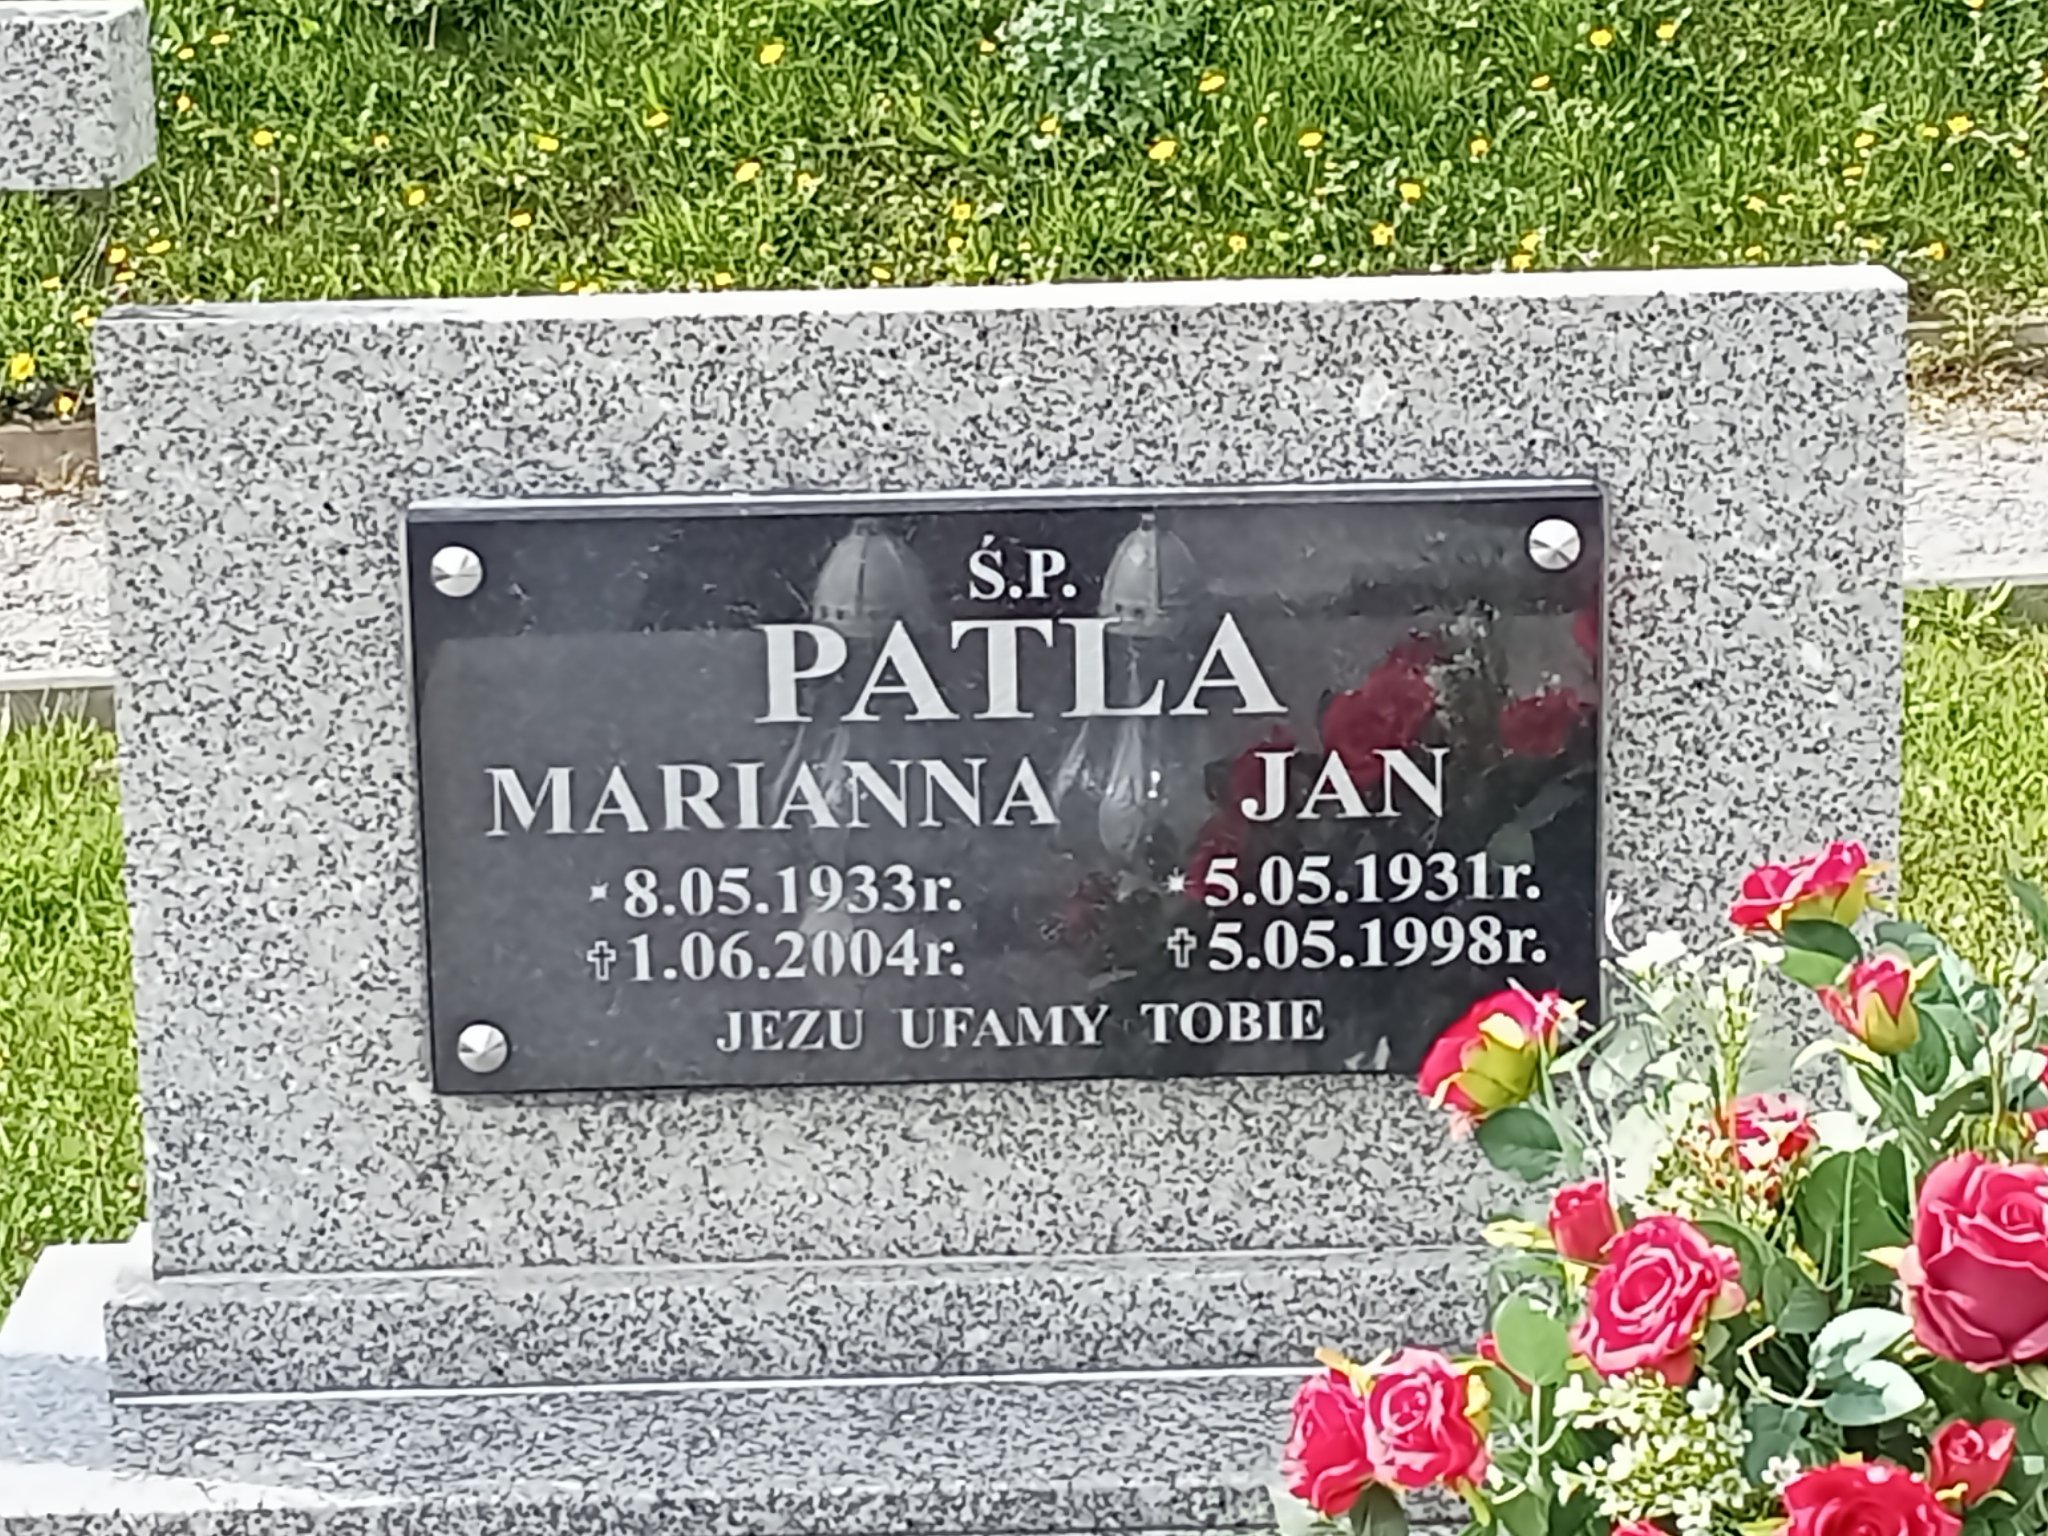 Ś.P.
PATLA
MARIANNA JAN
* 8.05.1933r. * 5.05.1931r.
✝ 1.06.2004r. ✝ 5.05.1998r.
JEZU UFAMY TOBIE